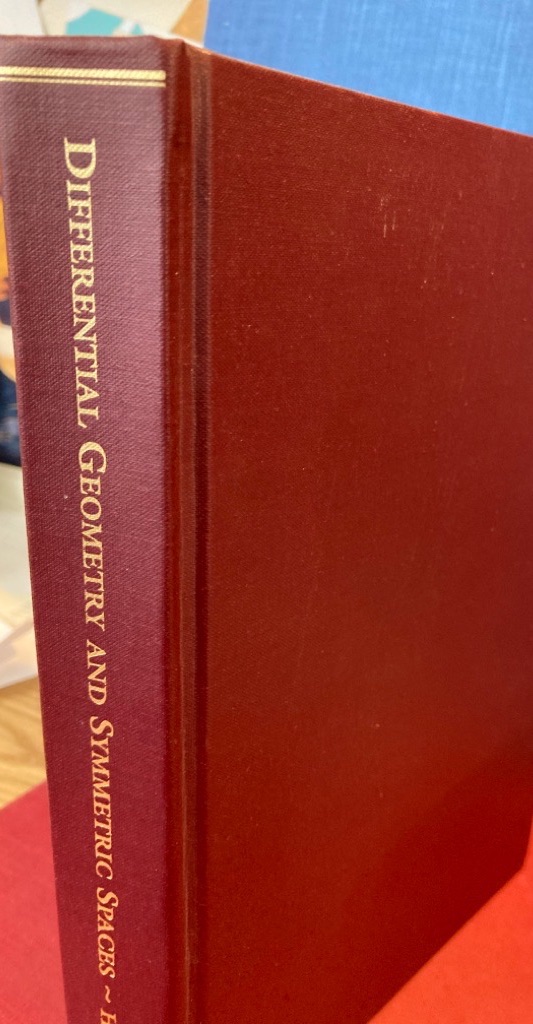 DIFFERENTIAL GEOMETRY AND SYMMETRIC SPACES ~ H